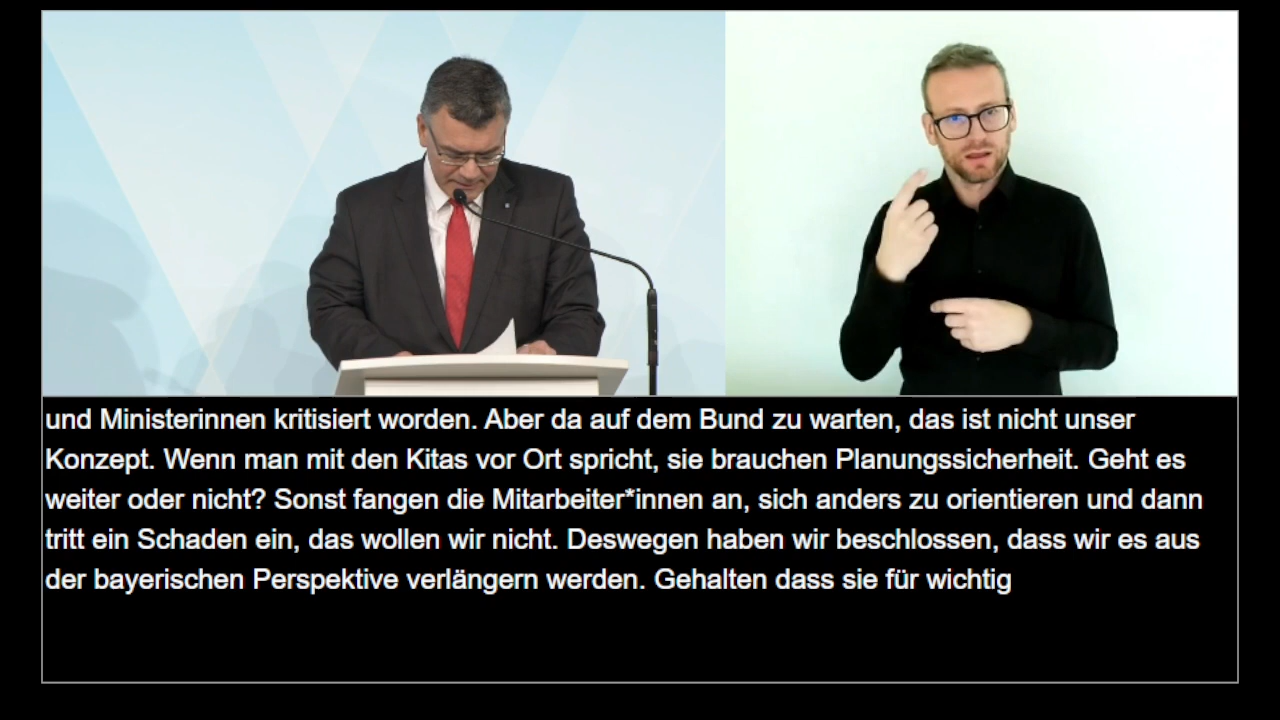 und Ministerinnen kritisiert worden. Aber da auf dem Bund zu warten, das ist nicht unser
Konzept. Wenn man mit den Kitas vor Ort spricht, sie brauchen Planungssicherheit. Geht es
weiter oder nicht? Sonst fangen die Mitarbeiter*innen an, sich anders zu orientieren und dann
tritt ein Schaden ein, das wollen wir nicht. Deswegen haben wir beschlossen, dass wir es aus
der bayerischen Perspektive verlängern werden. Gehalten dass sie für wichtig